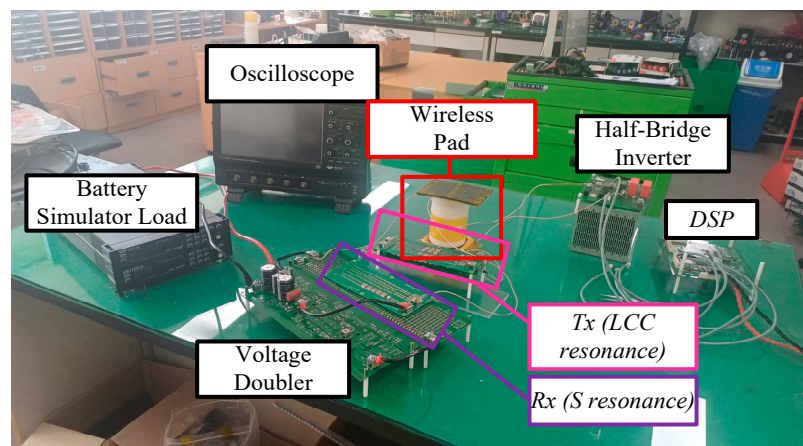 Oscilloscope
Wireless
Pad
Half-Bridge
Inverter
Battery
Simulator Load
DSP
Tx (LCC
resonance)
Voltage
Doubler
Rx (S resonance)